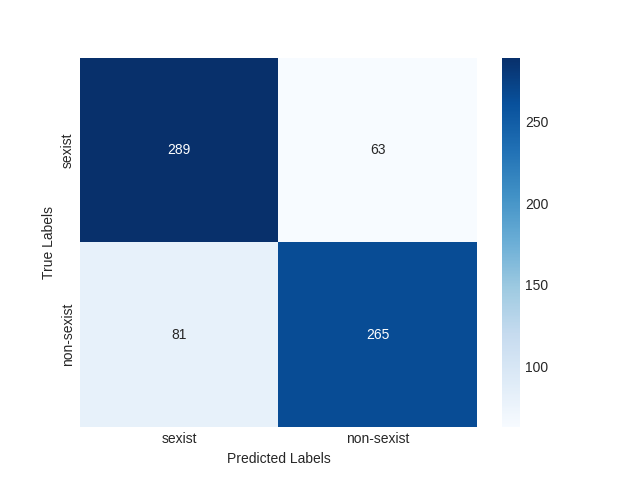 sexist
289
63
non-sexist
81
265
True Labels
sexist
non-sexist
Predicted Labels
250
200
150
100